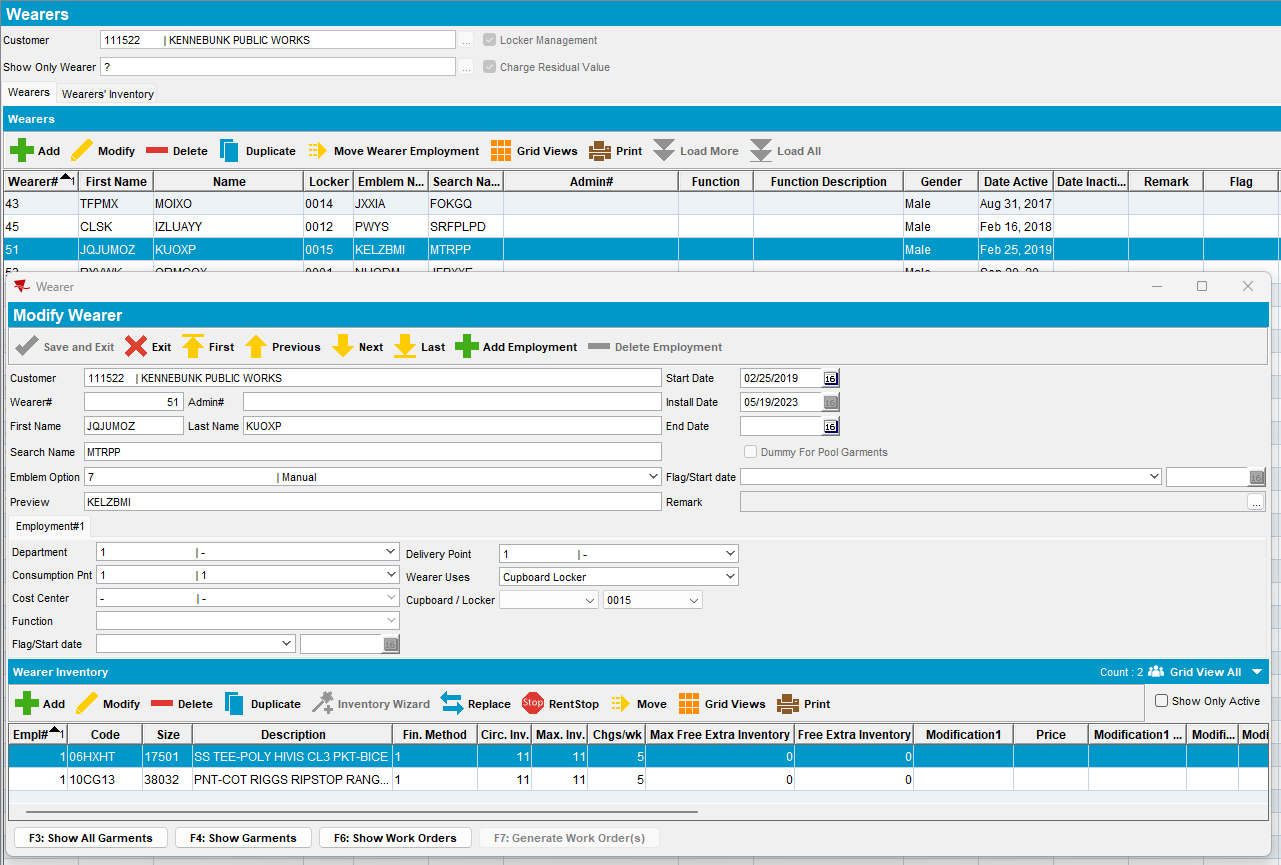 Wearers
Customer 111522 | KENNEBUNK PUBLIC WORKS ... Locker Management
Show Only Wearer ? ... Charge Residual Value
Wearers Wearers' Inventory
Wearers
Add Modify Delete Duplicate Move Wearer Employment Grid Views Print Load More Load All
Wearer# 1 First Name Name Locker Emblem N... Search Na... Admin# Function Function Description Gender Date Active Date Inacti... Remark Flag
43 TFPMX MOIXO 0014 JXXIA FOKGQ Male Aug 31, 2017
45 CLSK IZLUAYY 0012 PWYS SRFPLPD Male Feb 16, 2018
51 JQJUMOZ KUOXP 0015 KELZBMI MTRPP Male Feb 25, 2019
Wearer
Modify Wearer
Save and Exit Exit First Previous Next Last Add Employment Delete Employment
Customer 111522 | KENNEBUNK PUBLIC WORKS Start Date 02/25/2019 16
Wearer# 51 Admin# Install Date 05/19/2023 16
First Name JQJUMOZ Last Name KUOXP End Date 16
Search Name MTRPP Dummy For Pool Garments
Emblem Option 7 | Manual Flag/Start date 16
Preview KELZBMI Remark ...
Employment#1
Department 1 | - Delivery Point 1 | -
Consumption Pnt 1 | 1 Wearer Uses Cupboard Locker
Cost Center - | - Cupboard / Locker 0015
Function
Flag/Start date 16
Wearer Inventory Count : 2 Grid View All
Add Modify Delete Duplicate Inventory Wizard Replace Stop RentStop Move Grid Views Print Show Only Active
Empl# 1 Code Size Description Fin. Method Circ. Inv. Max. Inv. Chgs/wk Max Free Extra Inventory Free Extra Inventory Modification1 Price Modification1 ... Modifi... Modi
1 06HXHT 17501 SS TEE-POLY HIVIS CL3 PKT-BICE 1 11 11 5 0 0
1 10CG13 38032 PNT-COT RIGGS RIPSTOP RANG... 1 11 11 5 0 0
F3: Show All Garments F4: Show Garments F6: Show Work Orders F7: Generate Work Order(s)